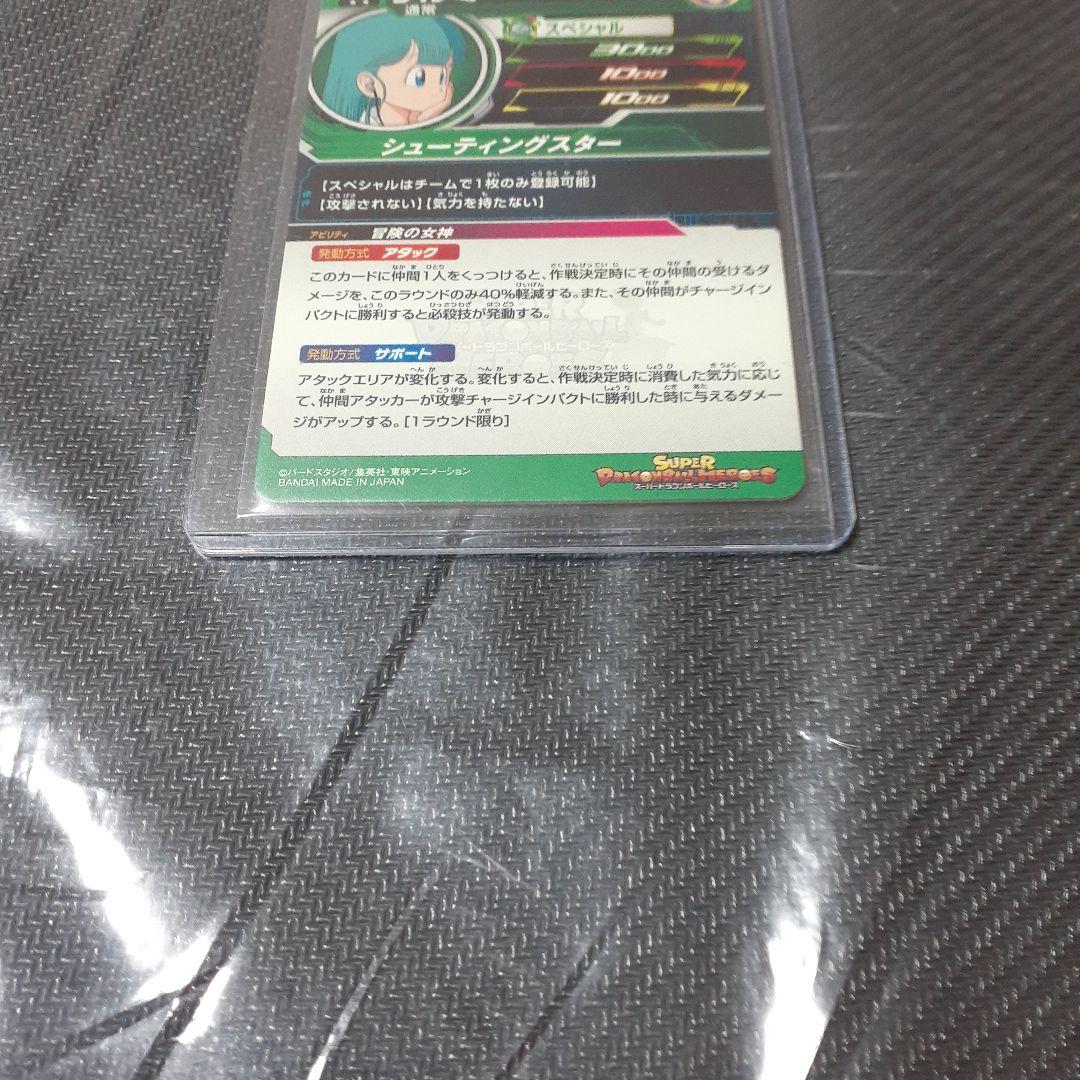 通常
スペシャル
3000
1000
1000
シューティングスター
条件
【スペシャルはチームで1枚のみ登録可能】
【攻撃されない】【気力を持たない】
アビリティ 冒険の女神
発動方式 アタック
このカードに仲間1人をくっつけると、作戦決定時にその仲間の受けるダ
メージを、このラウンドのみ40%軽減する。また、その仲間がチャージイン
パクトに勝利すると必殺技が発動する。
発動方式 サポート
アタックエリアが変化する。変化すると、作戦決定時に消費した気力に応じ
て、仲間アタッカーが攻撃チャージインパクトに勝利した時に与えるダメー
ジがアップする。[1ラウンド限り]
©バードスタジオ/集英社・東映アニメーション
BANDAI MADE IN JAPAN
SUPER
DRAGONBALL HEROES
スーパードラゴンボールヒーローズ